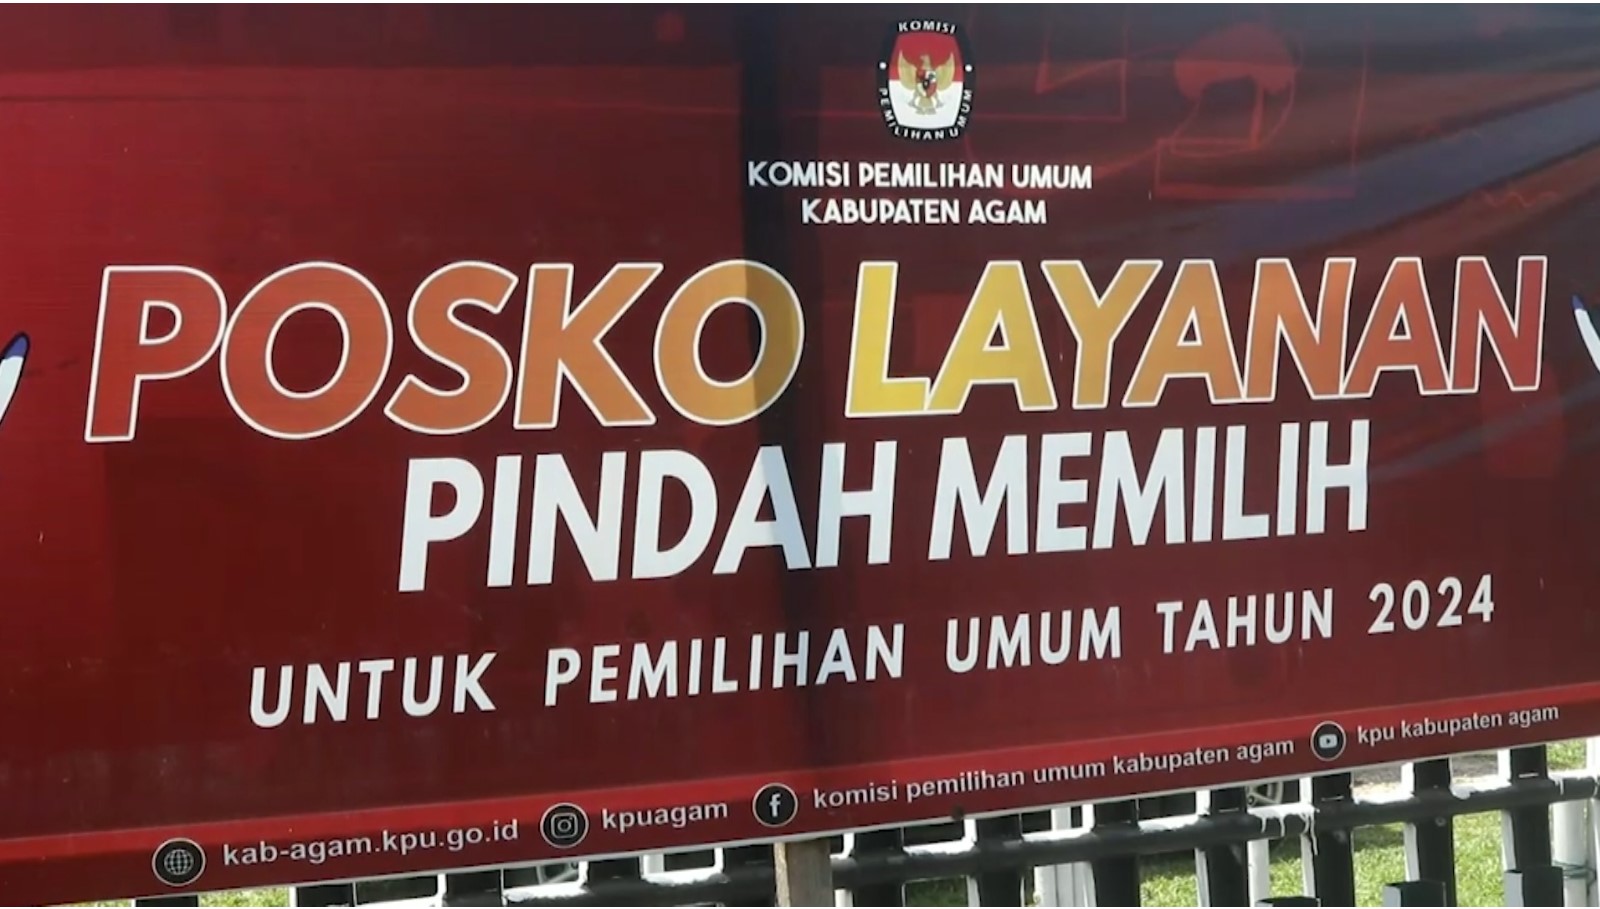 KOMISI
PEMILIHAN UMUM
KOMISI PEMILIHAN UMUM
KABUPATEN AGAM
POSKO LAYANAN
PINDAH MEMILIH
UNTUK PEMILIHAN UMUM TAHUN 2024
kab-agam.kpu.go.id kpuagam komisi pemilihan umum kabupaten agam kpu kabupaten agam